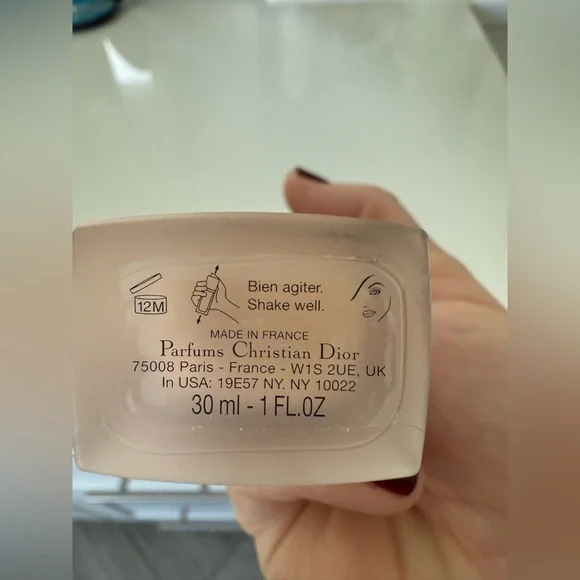 12M
Bien agiter.
Shake well.
MADE IN FRANCE
Parfums Christian Dior
75008 Paris - France - W1S 2UE, UK
In USA: 19E57 NY. NY 10022
30 ml - 1 FL.OZ